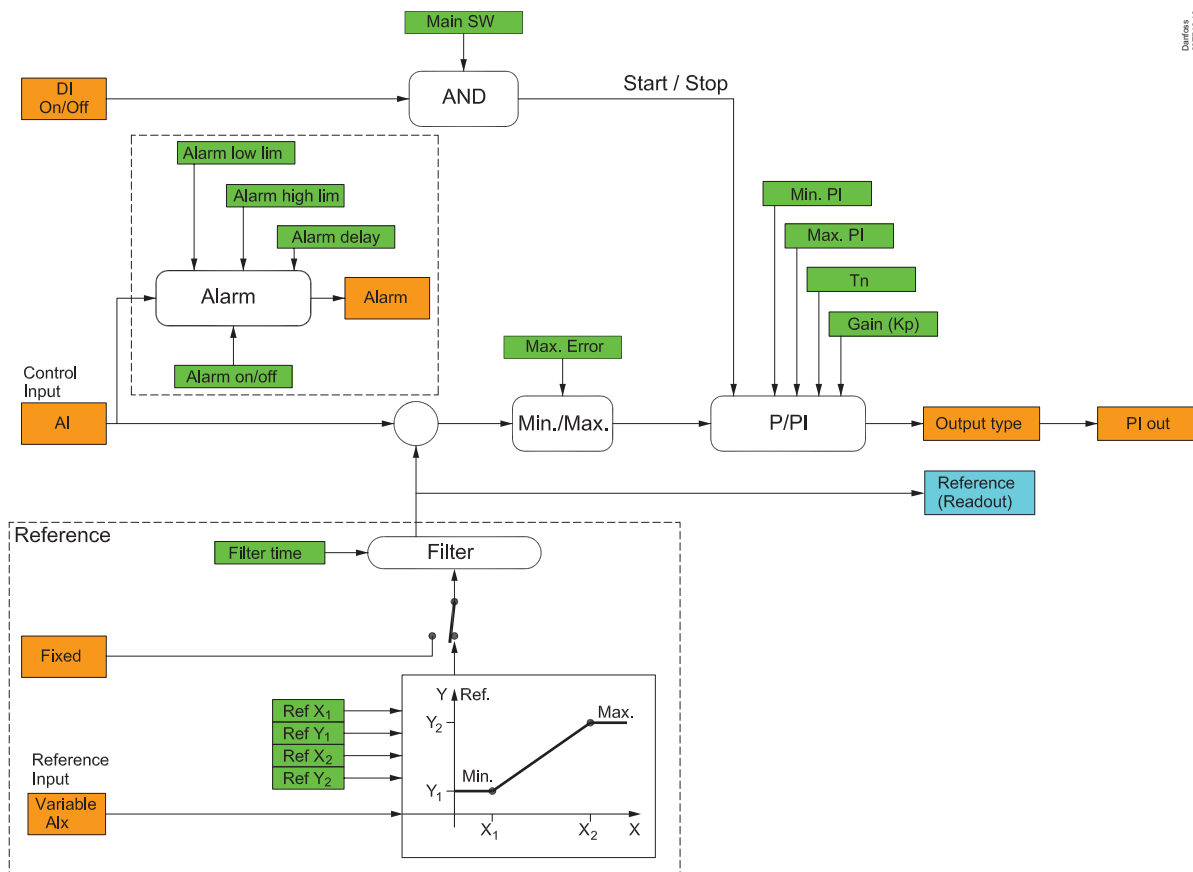 Main SW
Danfoss
DI
On/Off
AND
Start / Stop
Alarm low lim
Alarm high lim
Alarm delay
Alarm
Alarm
Alarm on/off
Min. PI
Max. PI
Tn
Gain (Kp)
Max. Error
Control
Input
AI
Min./Max.
P/PI
Output type
PI out
Reference
(Readout)
Reference
Filter time
Filter
Fixed
Ref X1
Ref Y1
Ref X2
Ref Y2
Y
Ref.
Y2
Max.
Min.
Y1
X1
X2
X
Reference
Input
Variable
AIx